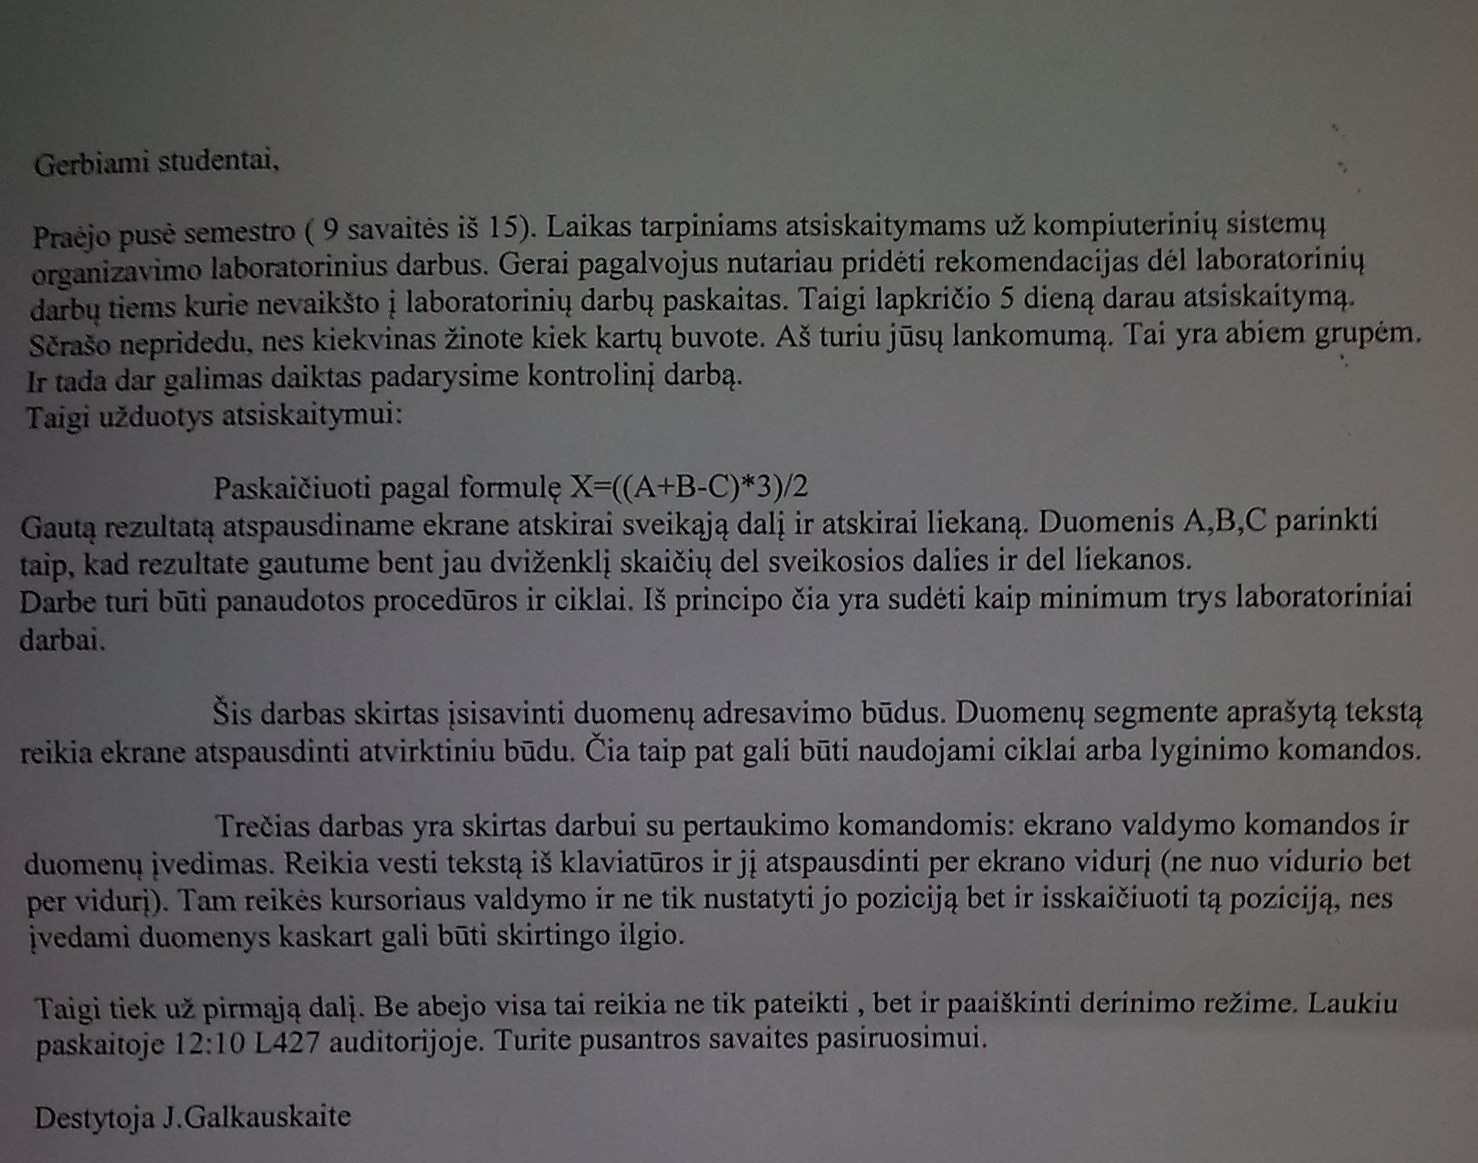 Gerbiami studentai,
Praėjo pusė semestro ( 9 savaitės iš 15). Laikas tarpiniams atsiskaitymams už kompiuterinių sistemų
organizavimo laboratorinius darbus. Gerai pagalvojus nutariau pridėti rekomendacijas dėl laboratorinių
darbų tiems kurie nevaikšto į laboratorinių darbų paskaitas. Taigi lapkričio 5 dieną darau atsiskaitymą.
Sčrašo nepridedu, nes kiekvinas žinote kiek kartų buvote. Aš turiu jūsų lankomumą. Tai yra abiem grupėm.
Ir tada dar galimas daiktas padarysime kontrolinį darbą.
Taigi užduotys atsiskaitymui:
Paskaičiuoti pagal formulę X=((A+B-C)*3)/2
Gautą rezultatą atspausdiname ekrane atskirai sveikąją dalį ir atskirai liekaną. Duomenis A,B,C parinkti
taip, kad rezultate gautume bent jau dviženklį skaičių del sveikosios dalies ir del liekanos.
Darbe turi būti panaudotos procedūros ir ciklai. Iš principo čia yra sudėti kaip minimum trys laboratoriniai
darbai.
Šis darbas skirtas įsisavinti duomenų adresavimo būdus. Duomenų segmente aprašytą tekstą
reikia ekrane atspausdinti atvirktiniu būdu. Čia taip pat gali būti naudojami ciklai arba lyginimo komandos.
Trečias darbas yra skirtas darbui su pertaukimo komandomis: ekrano valdymo komandos ir
duomenų įvedimas. Reikia vesti tekstą iš klaviatūros ir jį atspausdinti per ekrano vidurį (ne nuo vidurio bet
per vidurį). Tam reikės kursoriaus valdymo ir ne tik nustatyti jo poziciją bet ir isskaičiuoti tą poziciją, nes
įvedami duomenys kaskart gali būti skirtingo ilgio.
Taigi tiek už pirmąją dalį. Be abejo visa tai reikia ne tik pateikti , bet ir paaiškinti derinimo režime. Laukiu
paskaitoje 12:10 L427 auditorijoje. Turite pusantros savaites pasiruosimui.
Destytoja J.Galkauskaite